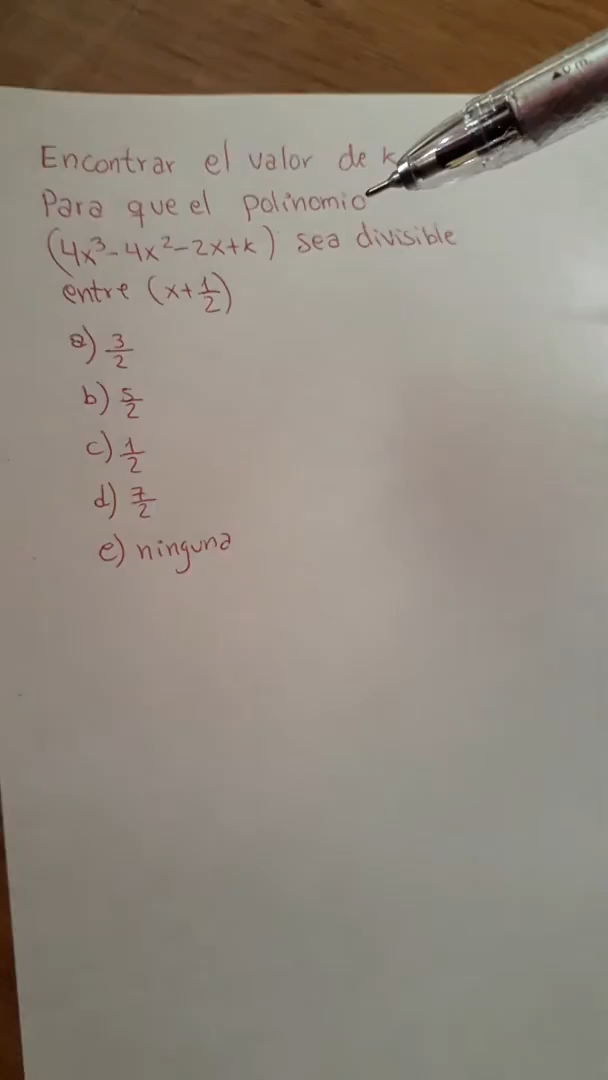 Encontrar el valor de k
Para que el polinomio
(4x³-4x²-2x+k) sea divisible
entre (x+1/2)
a) 3/2
b) 5/2
c) 1/2
d) 7/2
e) ninguna